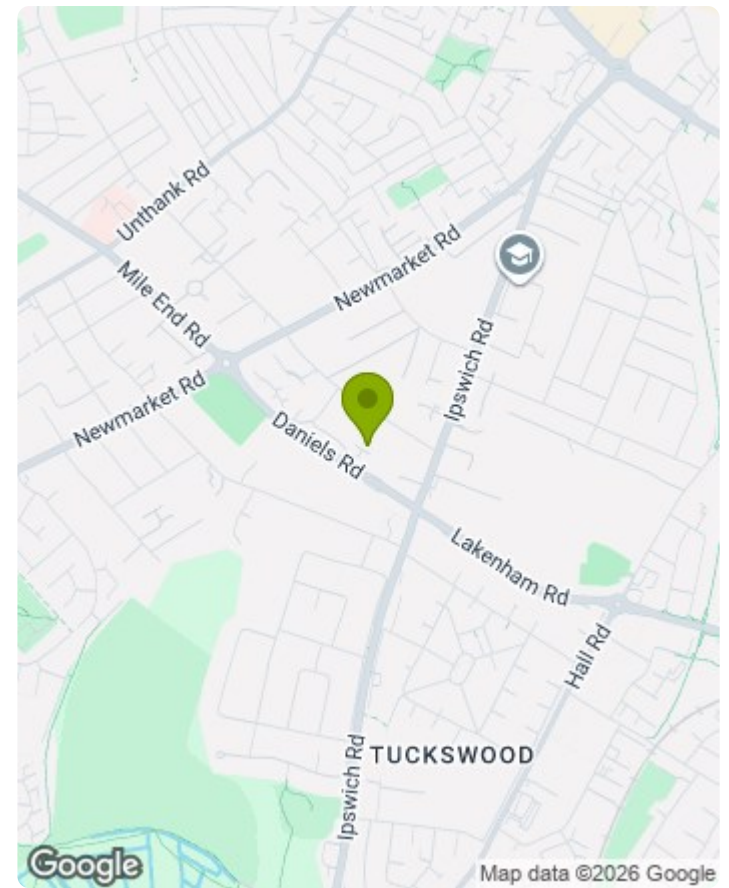 Unthank Rd
Newmarket Rd
Mile End Rd
Ipswich Rd
Newmarket Rd
Daniels Rd
Lakenham Rd
Hall Rd
TUCKSWOOD
Ipswich Rd
Google
Map data ©2026 Google